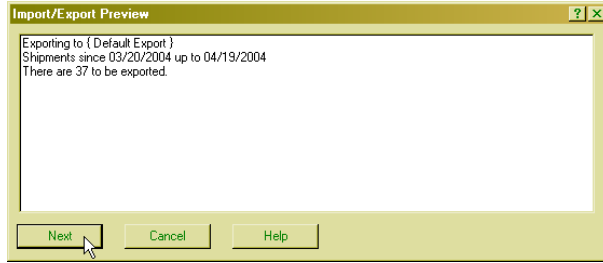 Import/Export Preview
Exporting to { Default Export }
Shipments since 03/20/2004 up to 04/19/2004
There are 37 to be exported.
Next Cancel Help